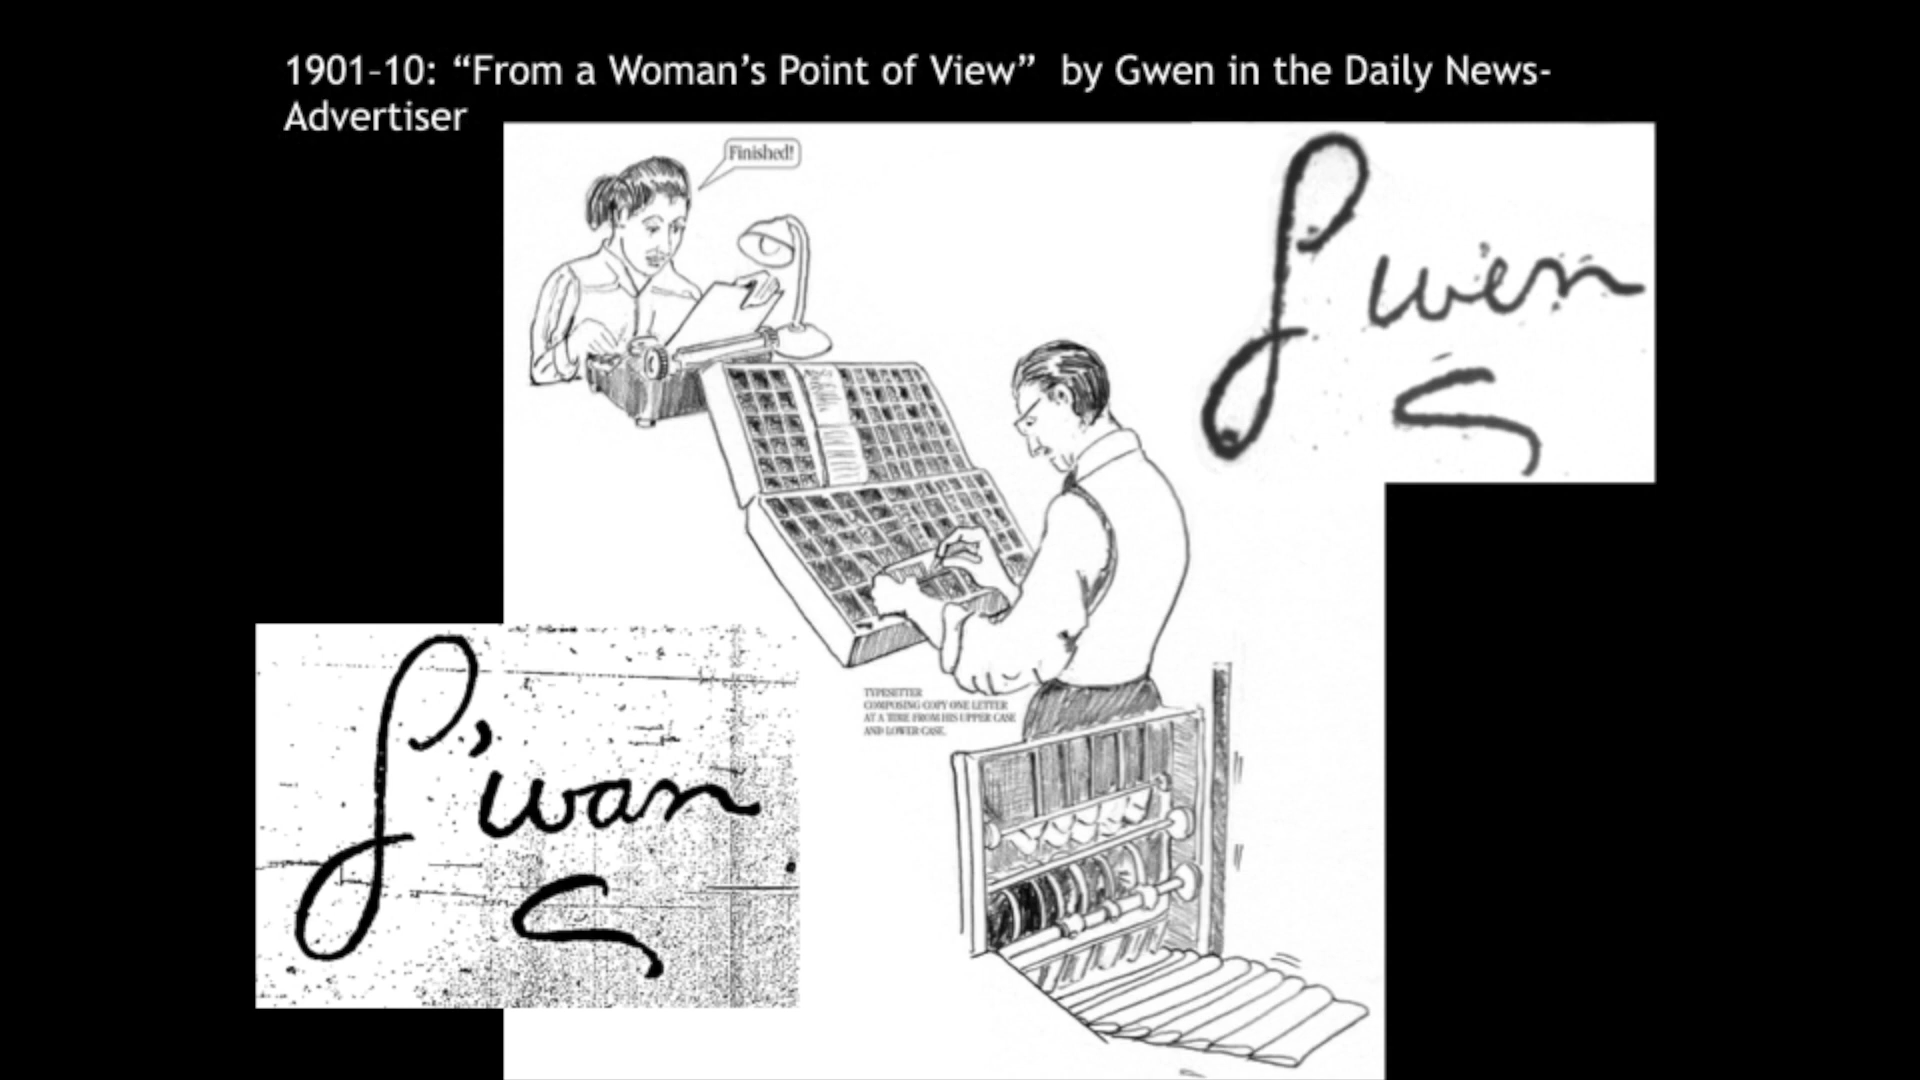 1901–10: “From a Woman’s Point of View”  by Gwen in the Daily News-
Advertiser
Finished!
Gwen
G'wan
TYPESETTER
COMPOSING COPY ONE LETTER
AT A TIME FROM HIS UPPER CASE
AND LOWER CASE.